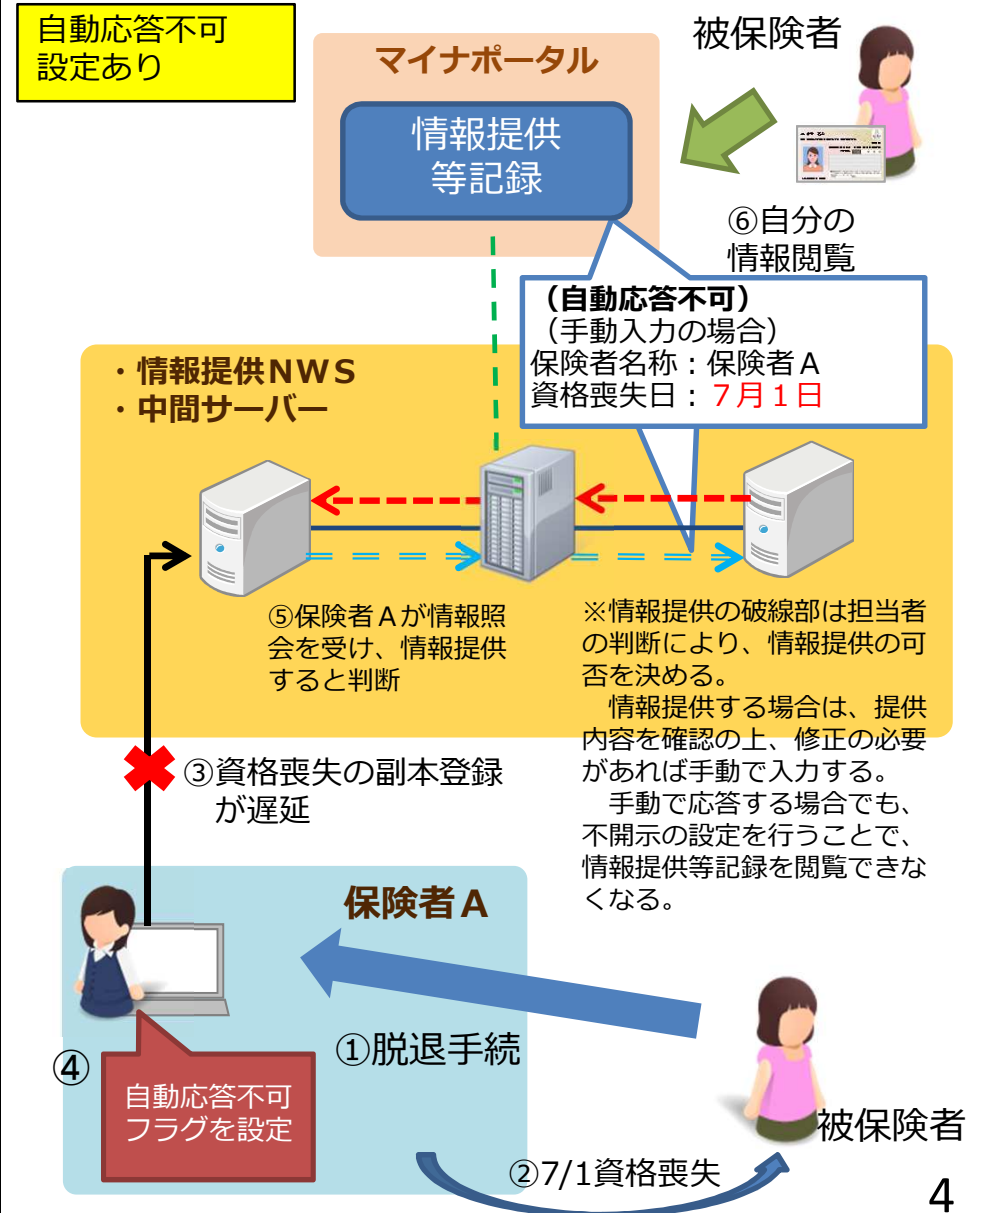 自動応答不可
設定あり
マイナポータル
被保険者
情報提供
等記録
⑥自分の
情報閲覧
（自動応答不可）
（手動入力の場合）
保険者名称：保険者Ａ
資格喪失日：７月１日
・情報提供ＮＷＳ
・中間サーバー
⑤保険者Ａが情報照
会を受け、情報提供
すると判断
※情報提供の破線部は担当者
の判断により、情報提供の可
否を決める。
　情報提供する場合は、提供
内容を確認の上、修正の必要
があれば手動で入力する。
　手動で応答する場合でも、
不開示の設定を行うことで、
情報提供等記録を閲覧できな
くなる。
③資格喪失の副本登録
が遅延
保険者Ａ
①脱退手続
④
自動応答不可
フラグを設定
被保険者
②7/1資格喪失
4